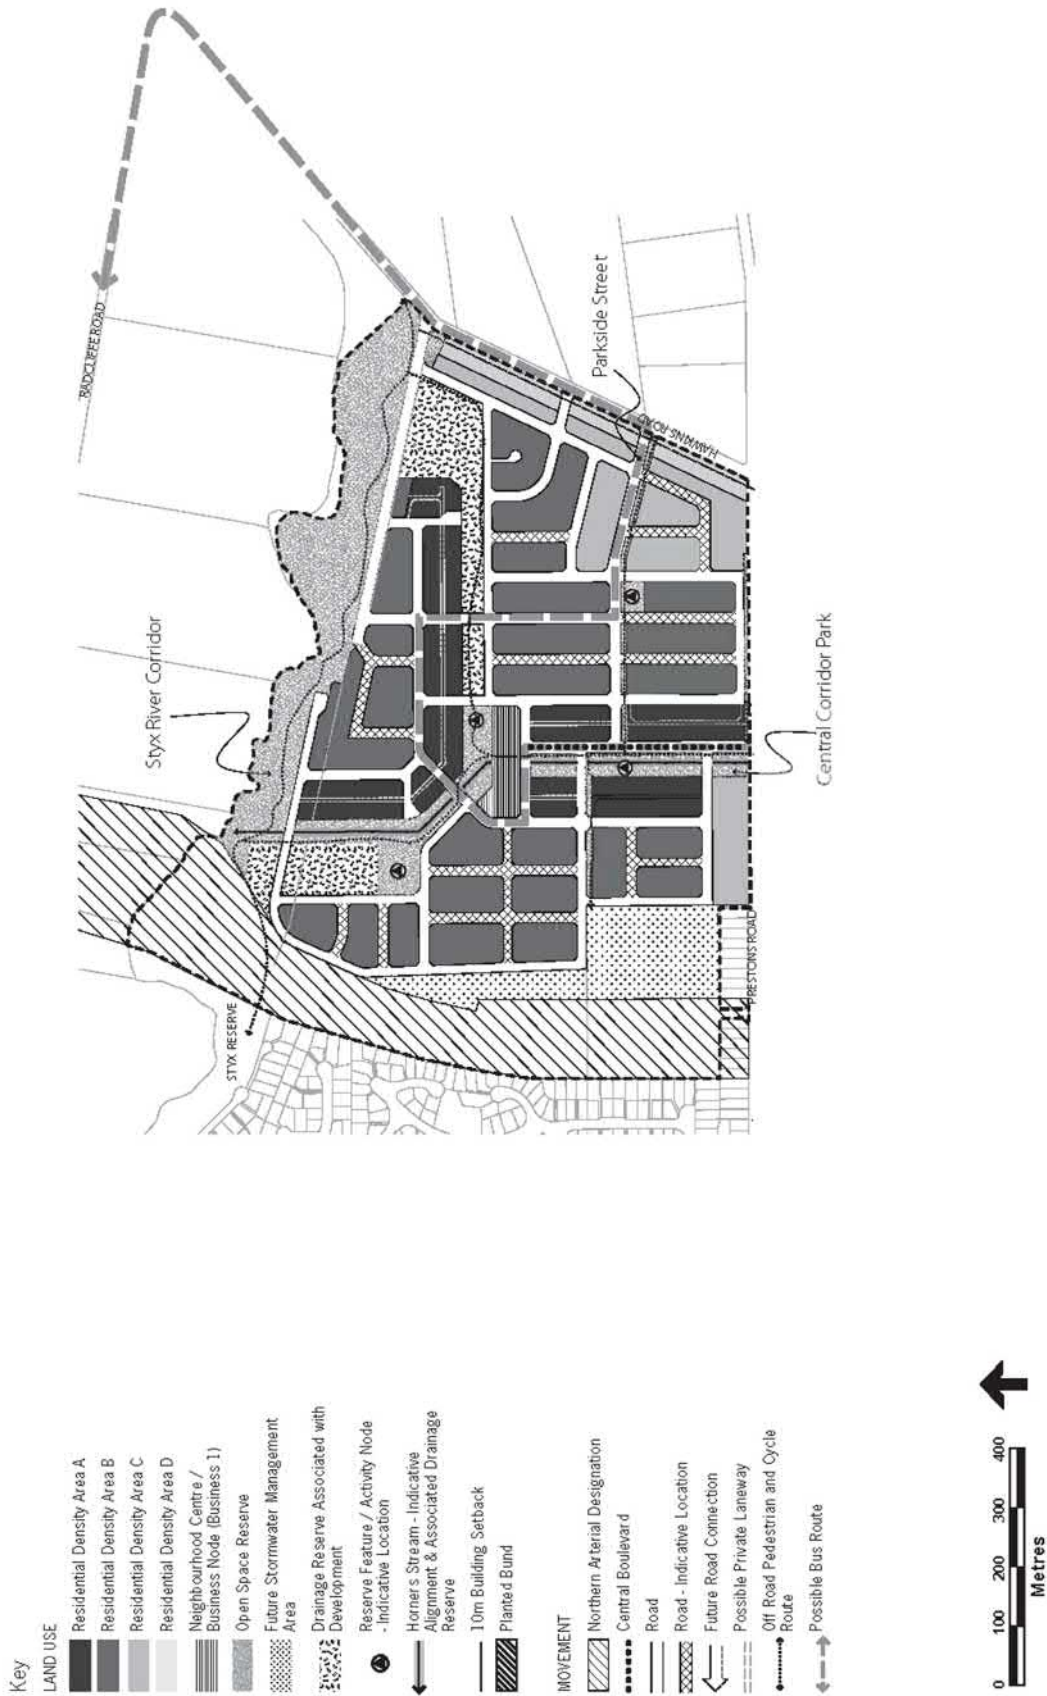 RADCLIFFE ROAD
Parkside Street
HAWKINS ROAD
Styx River Corridor
Central Corridor Park
STYX RESERVE
PRESTONS ROAD
Key
LAND USE
Residential Density Area A
Residential Density Area B
Residential Density Area C
Residential Density Area D
Neighbourhood Centre /
Business Node (Business 1)
Open Space Reserve
Future Stormwater Management
Area
Drainage Reserve Associated with
Development
Reserve Feature / Activity Node
- Indicative Location
Horners Stream - Indicative
Alignment & Associated Drainage
Reserve
10m Building Setback
Planted Bund
MOVEMENT
Northern Arterial Designation
Central Boulevard
Road
Road - Indicative Location
Future Road Connection
Possible Private Laneway
Off Road Pedestrian and Cycle
Route
Possible Bus Route
0 100 200 300 400
Metres